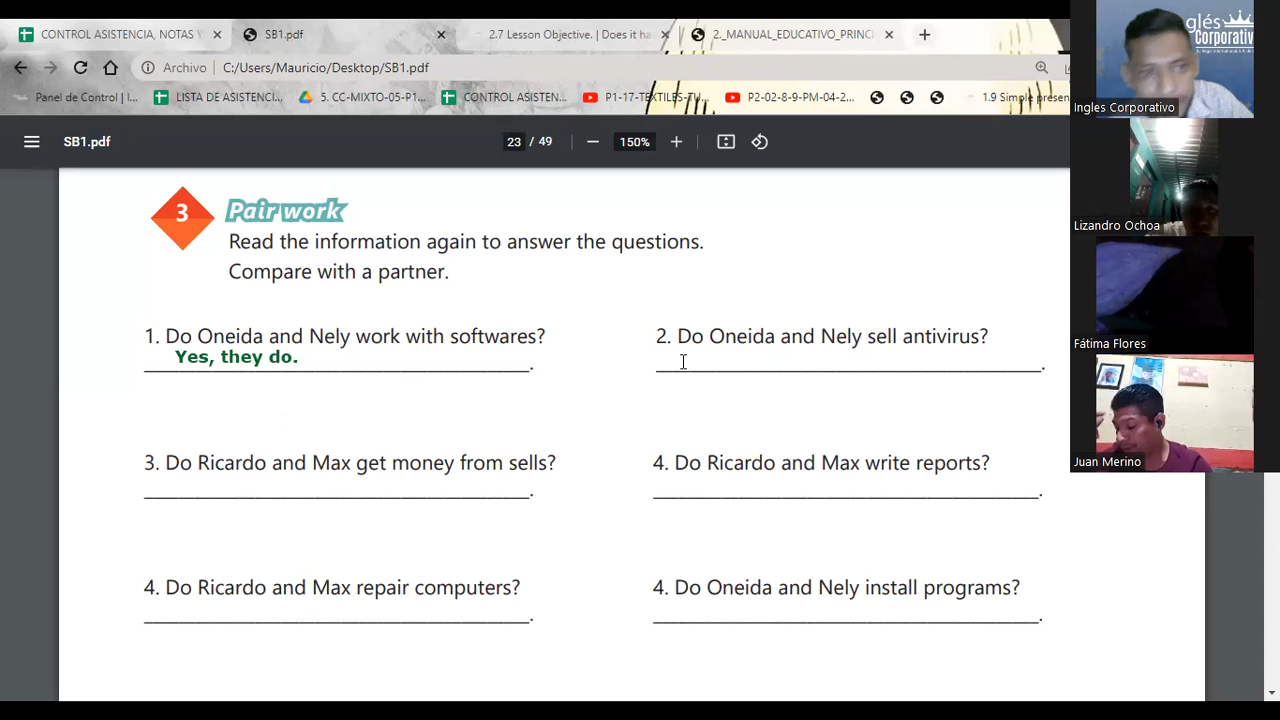 CONTROL ASISTENCIA, NOTAS Y
SB1.pdf
2.7 Lesson Objective. | Does it ha
2._MANUAL_EDUCATIVO_PRINC
Archivo
C:/Users/Mauricio/Desktop/SB1.pdf
Panel de Control | I...
LISTA DE ASISTENCI...
5. CC-MIXTO-05-P1...
CONTROL ASISTEN...
P1-17-TEXTILES-TU...
P2-02-8-9-PM-04-2...
1.9 Simple presen
SB1.pdf
23 / 49
150%
glés
Corporativ
Ingles Corporativo
Lizandro Ochoa
Fátima Flores
Juan Merino
3
Pair work
Read the information again to answer the questions.
Compare with a partner.
1. Do Oneida and Nely work with softwares?
Yes, they do.
2. Do Oneida and Nely sell antivirus?
3. Do Ricardo and Max get money from sells?
4. Do Ricardo and Max write reports?
4. Do Ricardo and Max repair computers?
4. Do Oneida and Nely install programs?